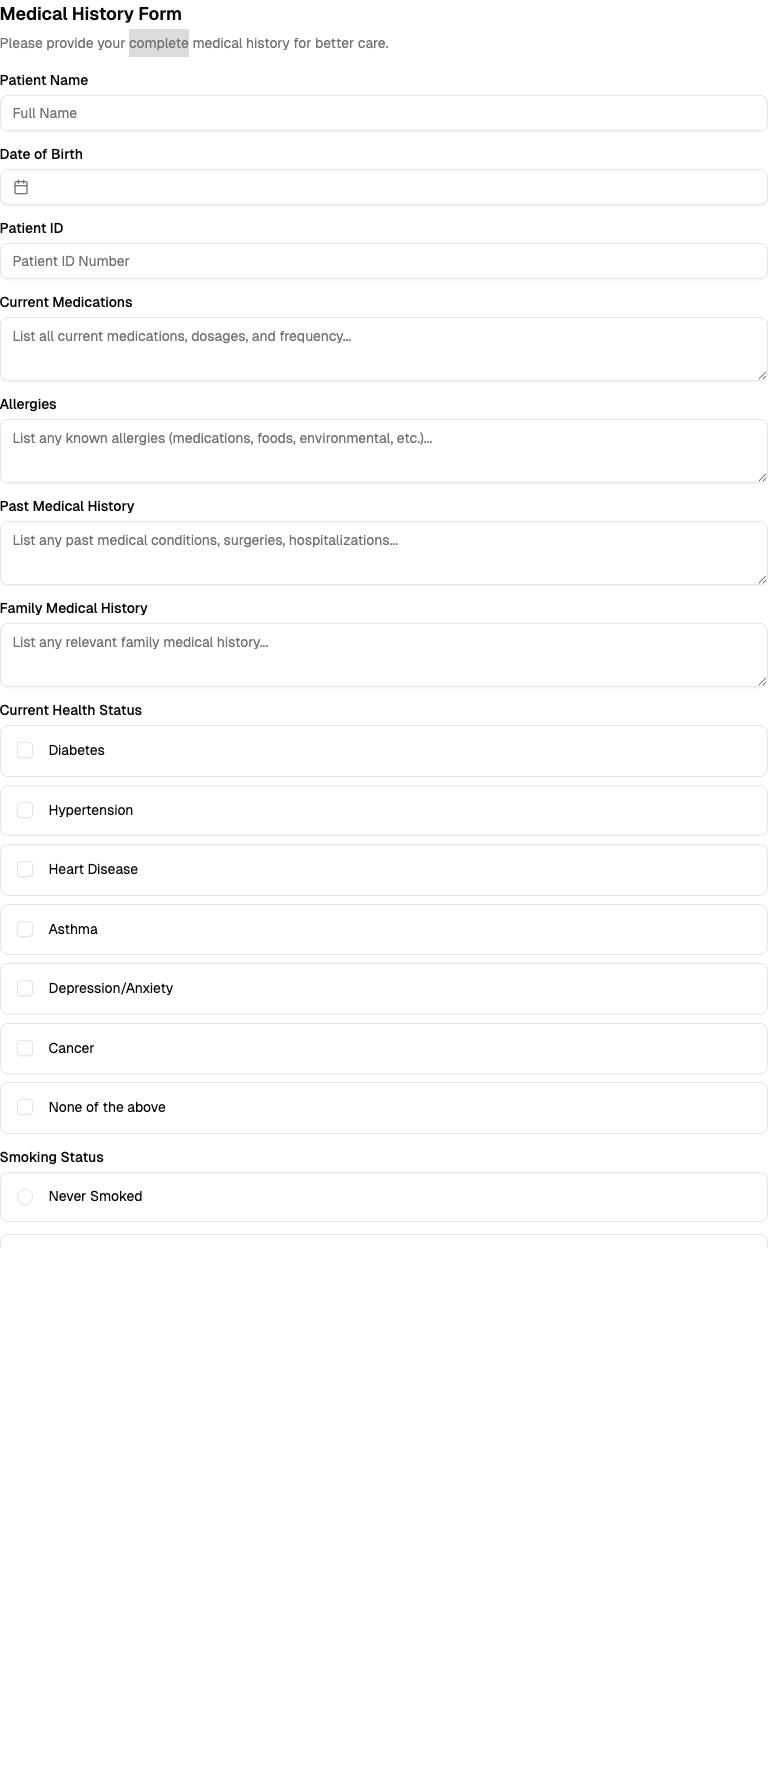 Medical History Form
Please provide your complete medical history for better care.
Patient Name
Full Name
Date of Birth
Patient ID
Patient ID Number
Current Medications
List all current medications, dosages, and frequency...
Allergies
List any known allergies (medications, foods, environmental, etc.)...
Past Medical History
List any past medical conditions, surgeries, hospitalizations...
Family Medical History
List any relevant family medical history...
Current Health Status
Diabetes
Hypertension
Heart Disease
Asthma
Depression/Anxiety
Cancer
None of the above
Smoking Status
Never Smoked